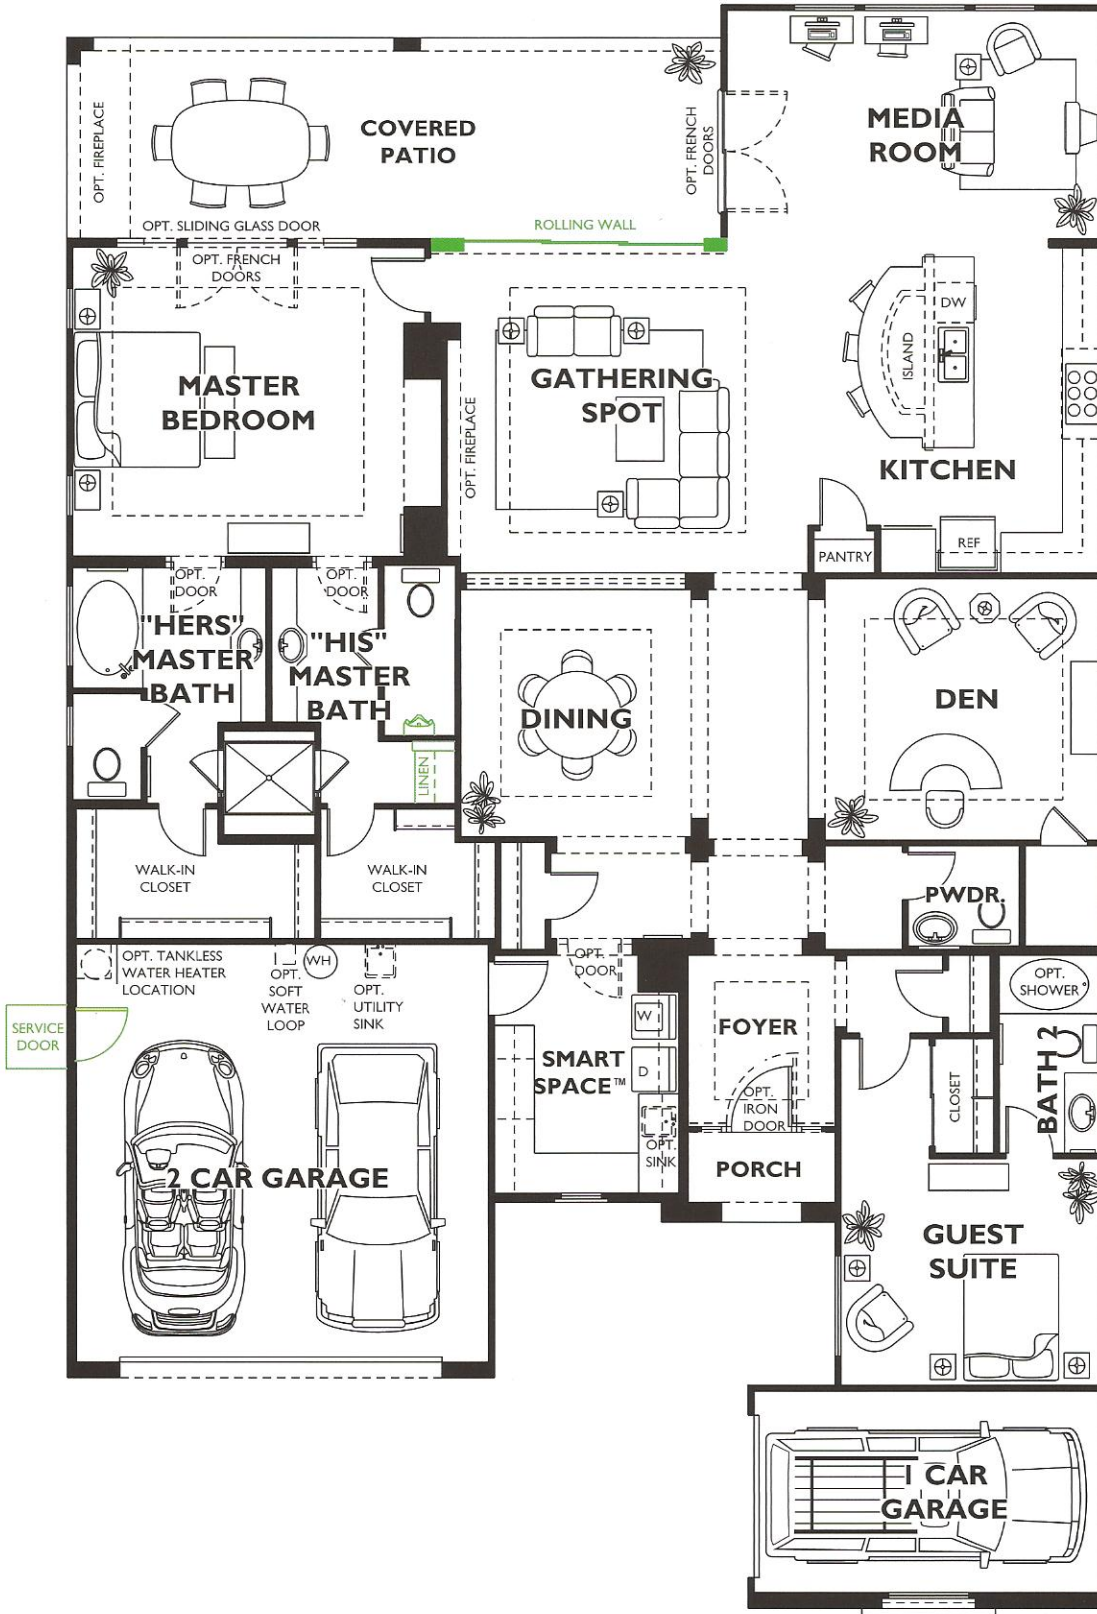 COVERED
PATIO
OPT. FIREPLACE
OPT. FRENCH
DOORS
MEDIA
ROOM
OPT. SLIDING GLASS DOOR
ROLLING WALL
OPT. FRENCH
DOORS
MASTER
BEDROOM
OPT. FIREPLACE
GATHERING
SPOT
DW
ISLAND
KITCHEN
PANTRY
REF
OPT.
DOOR
OPT.
DOOR
"HERS"
MASTER
BATH
"HIS"
MASTER
BATH
LINEN
DINING
DEN
WALK-IN
CLOSET
WALK-IN
CLOSET
PWDR.
OPT. TANKLESS
WATER HEATER
LOCATION
OPT.
SOFT
WATER
LOOP
WH
OPT.
UTILITY
SINK
OPT.
DOOR
SERVICE
DOOR
W
D
SMART
SPACE™
OPT.
SINK
FOYER
OPT.
IRON
DOOR
PORCH
OPT.
SHOWER
CLOSET
BATH 2
2 CAR GARAGE
GUEST
SUITE
1 CAR
GARAGE